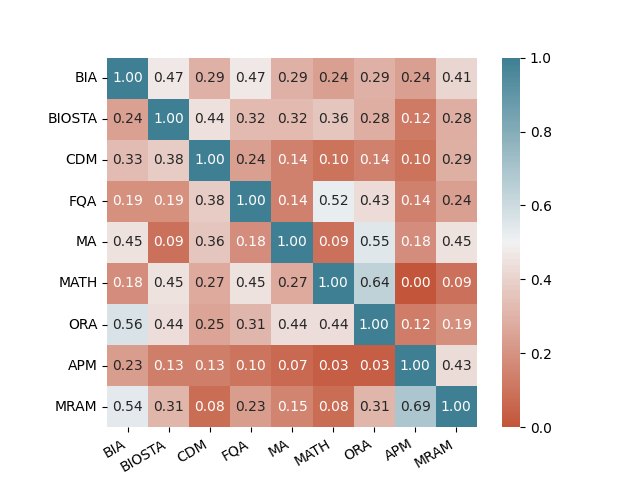 1.0
BIA 1.00 0.47 0.29 0.47 0.29 0.24 0.29 0.24 0.41
BIOSTA 0.24 1.00 0.44 0.32 0.32 0.36 0.28 0.12 0.28
0.8
CDM 0.33 0.38 1.00 0.24 0.14 0.10 0.14 0.10 0.29
FQA 0.19 0.19 0.38 1.00 0.14 0.52 0.43 0.14 0.24
0.6
MA 0.45 0.09 0.36 0.18 1.00 0.09 0.55 0.18 0.45
0.4
MATH 0.18 0.45 0.27 0.45 0.27 1.00 0.64 0.00 0.09
ORA 0.56 0.44 0.25 0.31 0.44 0.44 1.00 0.12 0.19
0.2
APM 0.23 0.13 0.13 0.10 0.07 0.03 0.03 1.00 0.43
MRAM 0.54 0.31 0.08 0.23 0.15 0.08 0.31 0.69 1.00
0.0
BIA BIOSTA CDM FQA MA MATH ORA APM MRAM